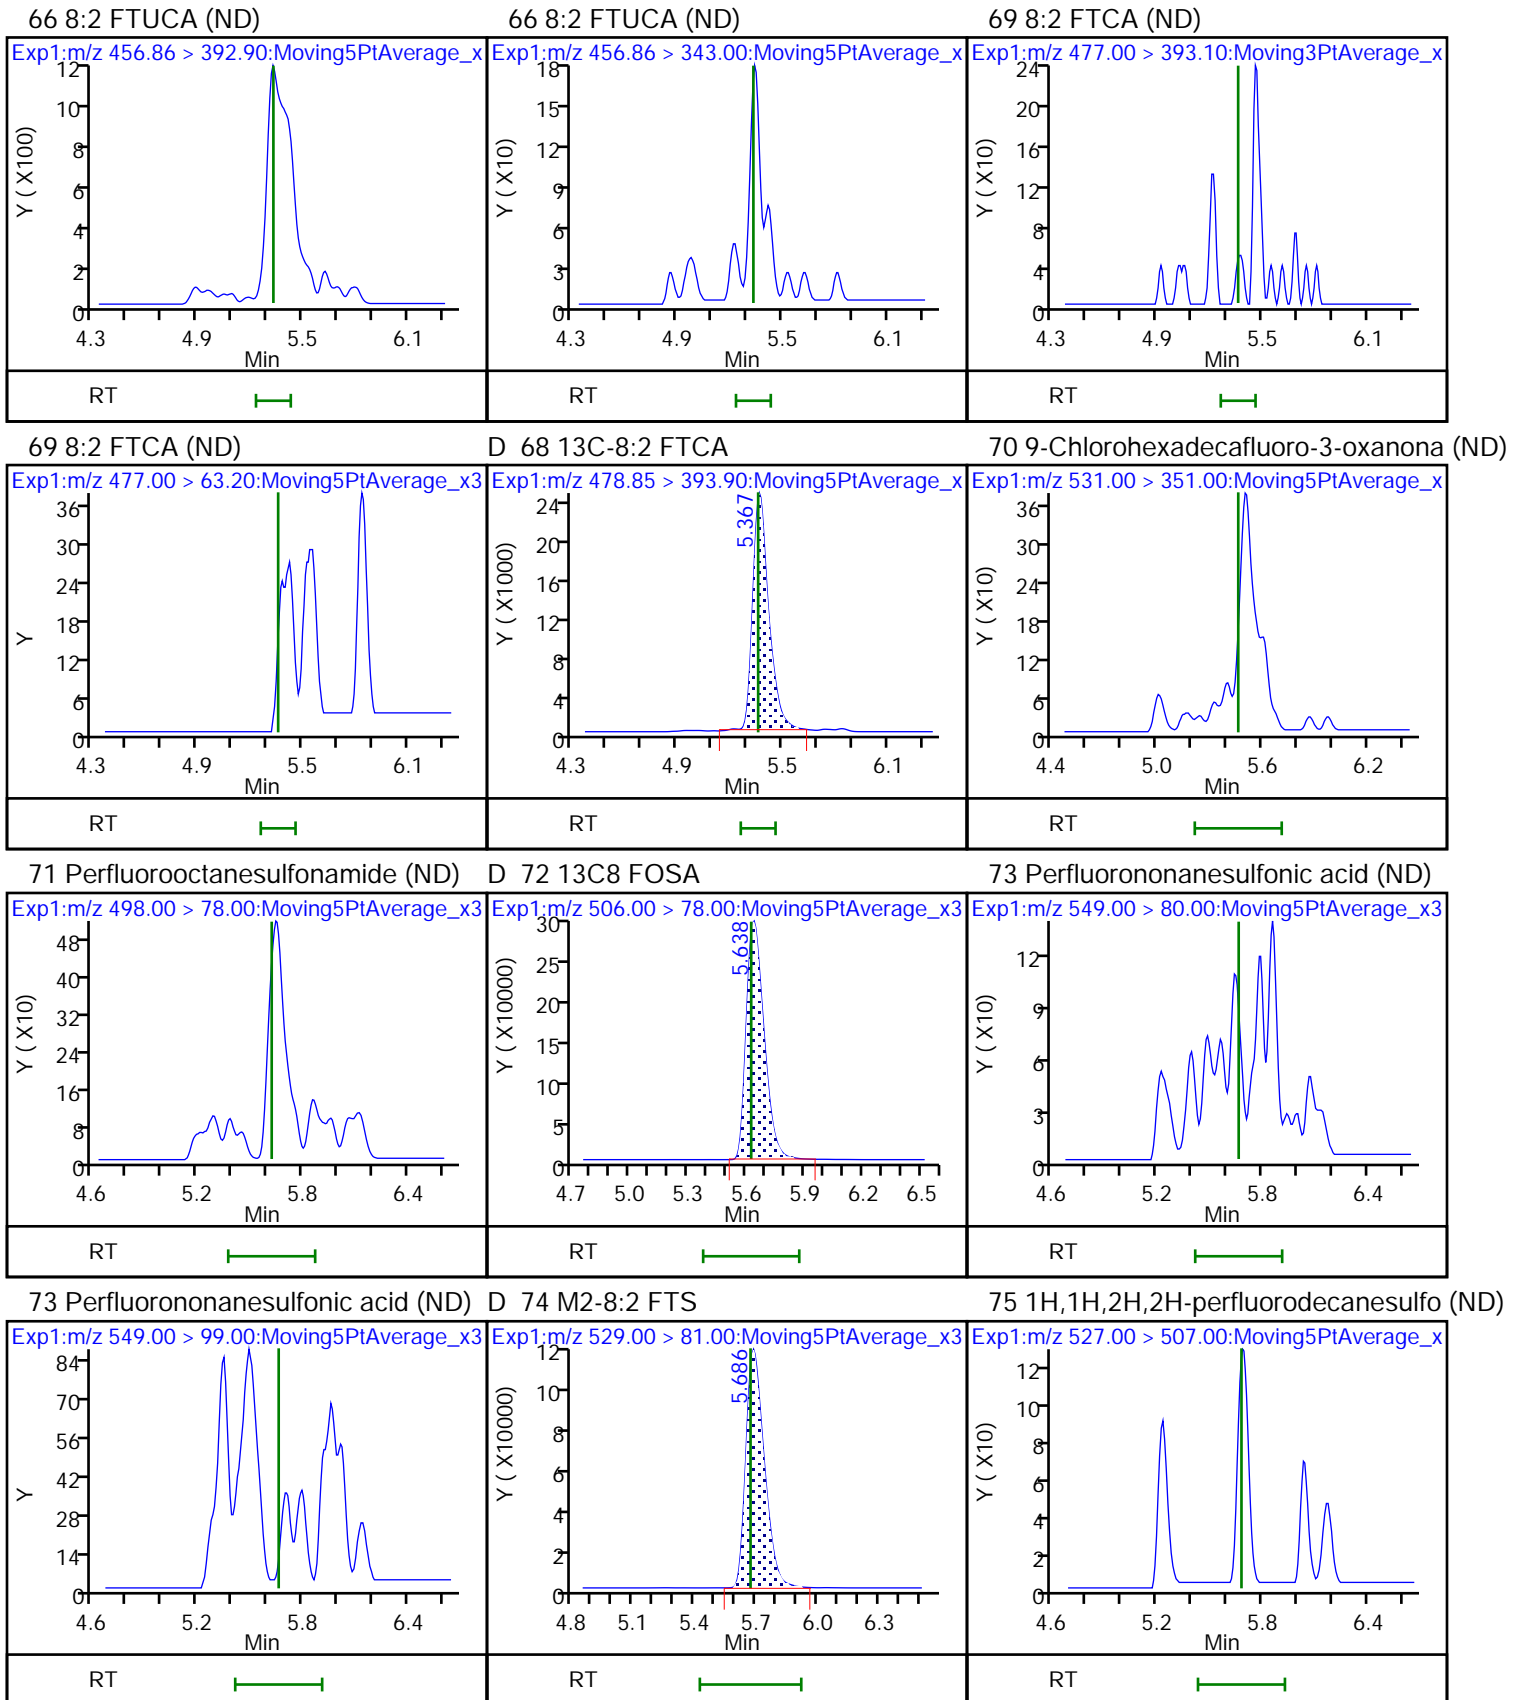 66 8:2 FTUCA (ND)
Exp1:m/z 456.86 > 392.90:Moving5PtAverage_x
Y ( X100)
12
10
8
6
4
2
0
4.3 4.9 5.5 6.1
Min
RT
66 8:2 FTUCA (ND)
Exp1:m/z 456.86 > 343.00:Moving5PtAverage_x
Y ( X10)
18
15
12
9
6
3
0
4.3 4.9 5.5 6.1
Min
RT
69 8:2 FTCA (ND)
Exp1:m/z 477.00 > 393.10:Moving3PtAverage_x
Y ( X10)
24
20
16
12
8
4
0
4.3 4.9 5.5 6.1
Min
RT
69 8:2 FTCA (ND)
Exp1:m/z 477.00 > 63.20:Moving5PtAverage_x3
Y
36
30
24
18
12
6
0
4.3 4.9 5.5 6.1
Min
RT
D 68 13C-8:2 FTCA
Exp1:m/z 478.85 > 393.90:Moving5PtAverage_x
Y ( X1000)
24
20
16
12
8
4
0
5.367
4.3 4.9 5.5 6.1
Min
RT
70 9-Chlorohexadecafluoro-3-oxanona (ND)
Exp1:m/z 531.00 > 351.00:Moving5PtAverage_x
Y ( X10)
36
30
24
18
12
6
0
4.4 5.0 5.6 6.2
Min
RT
71 Perfluorooctanesulfonamide (ND)
Exp1:m/z 498.00 > 78.00:Moving5PtAverage_x3
Y ( X10)
48
40
32
24
16
8
0
4.6 5.2 5.8 6.4
Min
RT
D 72 13C8 FOSA
Exp1:m/z 506.00 > 78.00:Moving5PtAverage_x3
Y ( X10000)
30
25
20
15
10
5
0
5.638
4.7 5.0 5.3 5.6 5.9 6.2 6.5
Min
RT
73 Perfluorononanesulfonic acid (ND)
Exp1:m/z 549.00 > 80.00:Moving5PtAverage_x3
Y ( X10)
12
9
6
3
0
4.6 5.2 5.8 6.4
Min
RT
73 Perfluorononanesulfonic acid (ND)
Exp1:m/z 549.00 > 99.00:Moving5PtAverage_x3
Y
84
70
56
42
28
14
0
4.6 5.2 5.8 6.4
Min
RT
D 74 M2-8:2 FTS
Exp1:m/z 529.00 > 81.00:Moving5PtAverage_x3
Y ( X10000)
12
10
8
6
4
2
0
5.686
4.8 5.1 5.4 5.7 6.0 6.3
Min
RT
75 1H,1H,2H,2H-perfluorodecanesulfo (ND)
Exp1:m/z 527.00 > 507.00:Moving5PtAverage_x
Y ( X10)
12
10
8
6
4
2
0
4.6 5.2 5.8 6.4
Min
RT